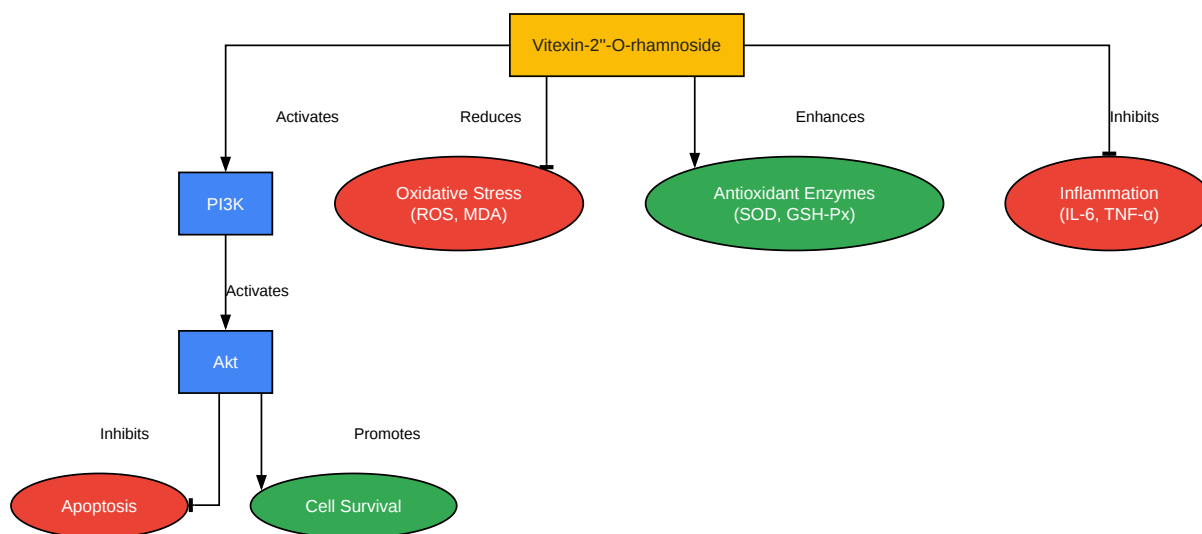 Vitexin-2''-O-rhamnoside
Activates
Reduces
Enhances
Inhibits
PI3K
Oxidative Stress
(ROS, MDA)
Antioxidant Enzymes
(SOD, GSH-Px)
Inflammation
(IL-6, TNF-α)
Activates
Akt
Inhibits
Promotes
Apoptosis
Cell Survival